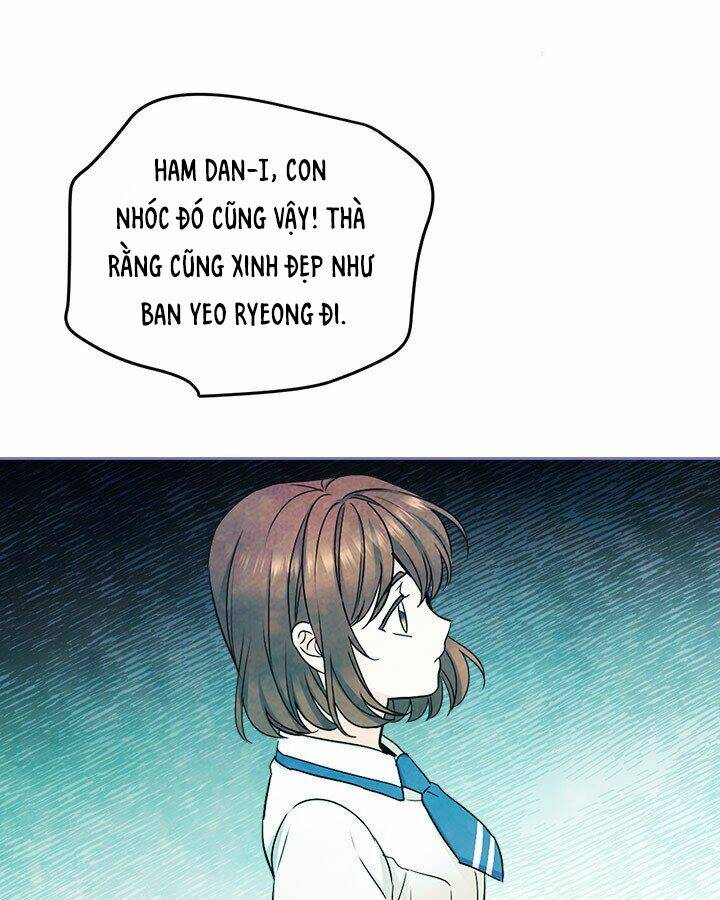 HAM DAN-I, CON
NHÓC ĐÓ CŨNG VẬY! THÀ
RẰNG CŨNG XINH ĐẸP NHƯ
BAN YEO RYEONG ĐI.